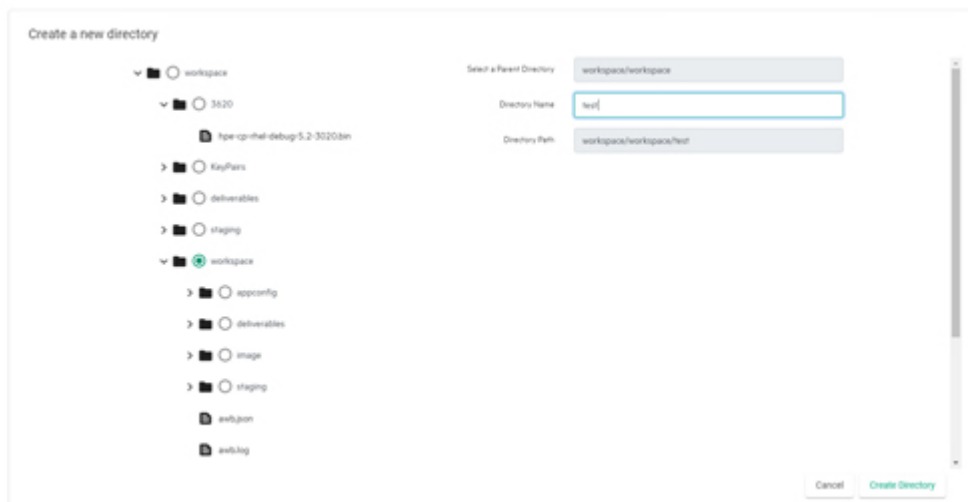 Create a new directory
workspace
3620
hpe-cp-rhel-debug-5.2-3020.bin
KeyPairs
deliverables
staging
workspace
appconfig
deliverables
image
staging
awb.json
awb.log
Select a Parent Directory
workspace/workspace
Directory Name
test
Directory Path
workspace/workspace/test
Cancel
Create Directory